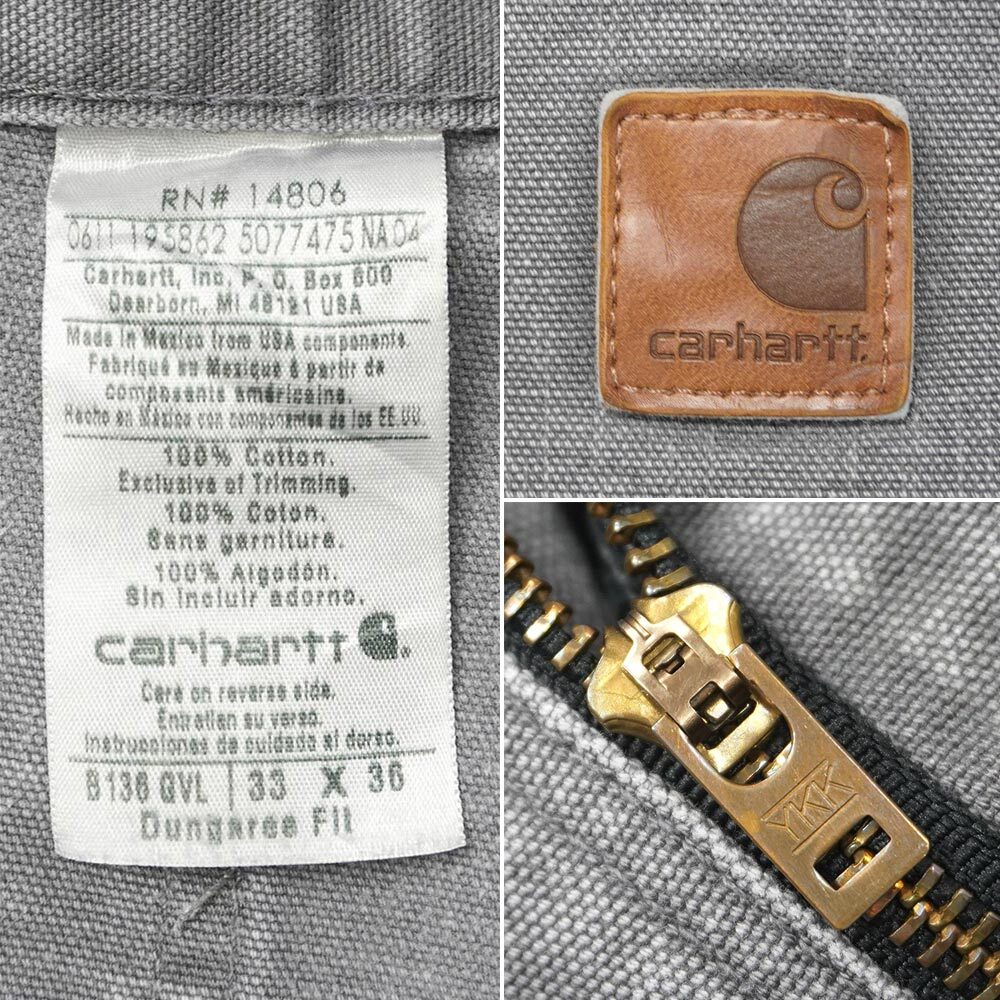 RN# 14806
0611 195862 5077475 NA 04
Carhartt, Inc, P. O. Box 600
Dearborn, MI 48121 USA
Made in Mexico from USA components.
Fabriqué au Mexique à partir de
composants américains.
Hecho en México con componentes de los EE UU
100% Cotton.
Exclusive of Trimming.
100% Coton.
Sans garniture.
100% Algodón.
Sin incluir adorno.
carhartt
Care on reverse side.
Entretien au verso.
Instrucciones de cuidado al dorso.
B136 GVL 33 X 36
Dungaree Fit
carhartt
YKK